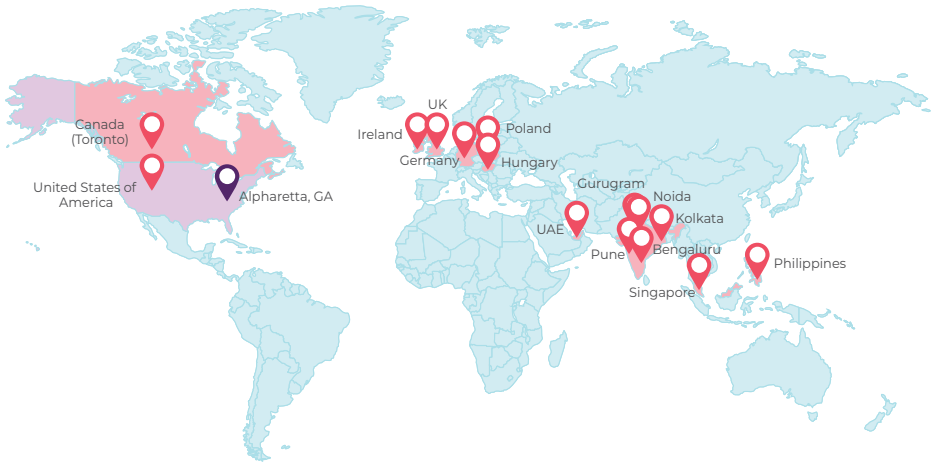 UK
Canada
(Toronto)
Ireland
Poland
Germany
Hungary
United States of
America
Alpharetta, GA
Gurugram
Noida
Kolkata
UAE
Pune
Bengaluru
Philippines
Singapore